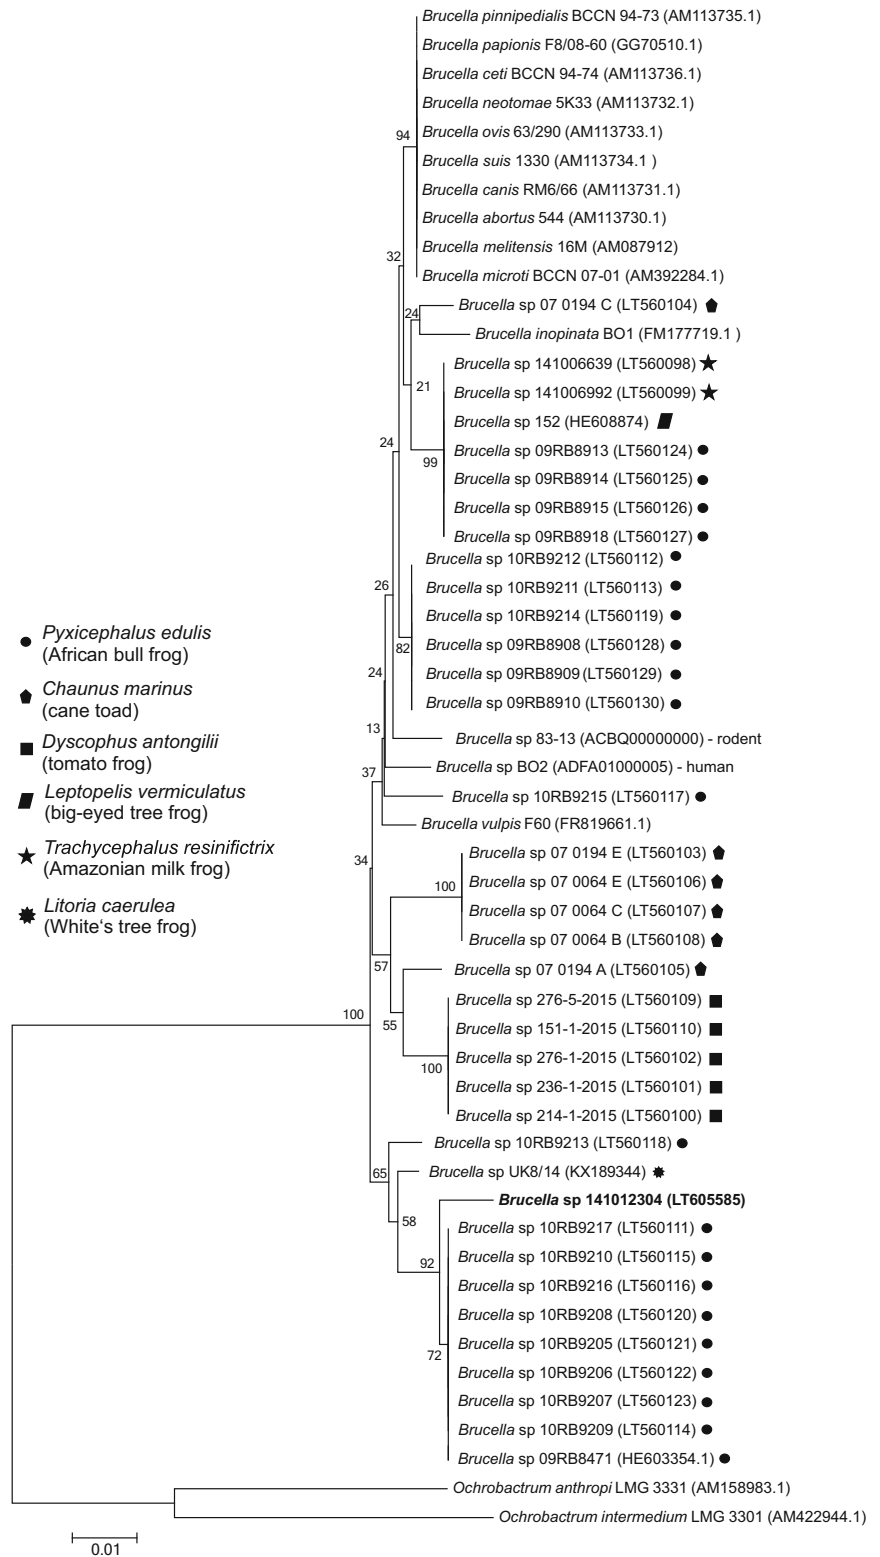 Brucella pinnipedialis BCCN 94-73 (AM113735.1)
Brucella papionis F8/08-60 (GG70510.1)
Brucella ceti BCCN 94-74 (AM113736.1)
Brucella neotomae 5K33 (AM113732.1)
Brucella ovis 63/290 (AM113733.1)
94
Brucella suis 1330 (AM113734.1 )
Brucella canis RM6/66 (AM113731.1)
Brucella abortus 544 (AM113730.1)
Brucella melitensis 16M (AM087912)
32
Brucella microti BCCN 07-01 (AM392284.1)
Brucella sp 07 0194 C (LT560104)
24
Brucella inopinata BO1 (FM177719.1 )
Brucella sp 141006639 (LT560098)
21
Brucella sp 141006992 (LT560099)
Brucella sp 152 (HE608874)
24
Brucella sp 09RB8913 (LT560124)
99
Brucella sp 09RB8914 (LT560125)
Brucella sp 09RB8915 (LT560126)
Brucella sp 09RB8918 (LT560127)
Brucella sp 10RB9212 (LT560112)
26
Brucella sp 10RB9211 (LT560113)
Brucella sp 10RB9214 (LT560119)
Brucella sp 09RB8908 (LT560128)
82
Brucella sp 09RB8909 (LT560129)
24
Brucella sp 09RB8910 (LT560130)
13
Brucella sp 83-13 (ACBQ00000000) - rodent
Brucella sp BO2 (ADFA01000005) - human
37
Brucella sp 10RB9215 (LT560117)
Brucella vulpis F60 (FR819661.1)
34
Brucella sp 07 0194 E (LT560103)
Brucella sp 07 0064 E (LT560106)
100
Brucella sp 07 0064 C (LT560107)
Brucella sp 07 0064 B (LT560108)
57
Brucella sp 07 0194 A (LT560105)
Brucella sp 276-5-2015 (LT560109)
100
55
Brucella sp 151-1-2015 (LT560110)
Brucella sp 276-1-2015 (LT560102)
100
Brucella sp 236-1-2015 (LT560101)
Brucella sp 214-1-2015 (LT560100)
Brucella sp 10RB9213 (LT560118)
65
Brucella sp UK8/14 (KX189344)
Brucella sp 141012304 (LT605585)
58
Brucella sp 10RB9217 (LT560111)
92
Brucella sp 10RB9210 (LT560115)
Brucella sp 10RB9216 (LT560116)
Brucella sp 10RB9208 (LT560120)
Brucella sp 10RB9205 (LT560121)
72
Brucella sp 10RB9206 (LT560122)
Brucella sp 10RB9207 (LT560123)
Brucella sp 10RB9209 (LT560114)
Brucella sp 09RB8471 (HE603354.1)
Ochrobactrum anthropi LMG 3331 (AM158983.1)
Ochrobactrum intermedium LMG 3301 (AM422944.1)
0.01
Pyxicephalus edulis
(African bull frog)
Chaunus marinus
(cane toad)
Dyscophus antongilii
(tomato frog)
Leptopelis vermiculatus
(big-eyed tree frog)
Trachycephalus resinifictrix
(Amazonian milk frog)
Litoria caerulea
(White‘s tree frog)